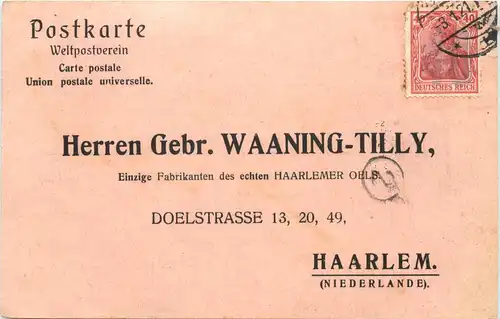 Postkarte
Weltpostverein
Carte postale
Union postale universelle.
DEUTSCHES REICH
Herren Gebr. WAANING-TILLY,
Einzige Fabrikanten des echten HAARLEMER OELS.
DOELSTRASSE 13, 20, 49,
HAARLEM.
(NIEDERLANDE).